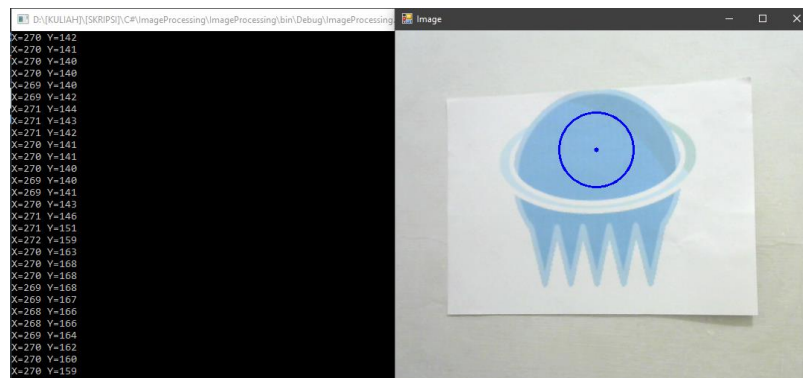 D:\[KULIAH]\[SKRIPSI]\C#\ImageProcessing\ImageProcessing\bin\Debug\ImageProcessing.
X=270 Y=142
X=270 Y=141
X=270 Y=140
X=270 Y=140
X=269 Y=140
X=269 Y=142
X=271 Y=144
X=271 Y=143
X=271 Y=142
X=270 Y=141
X=270 Y=141
X=270 Y=140
X=269 Y=140
X=269 Y=141
X=270 Y=143
X=271 Y=146
X=271 Y=151
X=272 Y=159
X=270 Y=163
X=270 Y=168
X=270 Y=168
X=269 Y=168
X=269 Y=167
X=268 Y=166
X=268 Y=166
X=269 Y=164
X=270 Y=162
X=270 Y=160
X=270 Y=159
Image